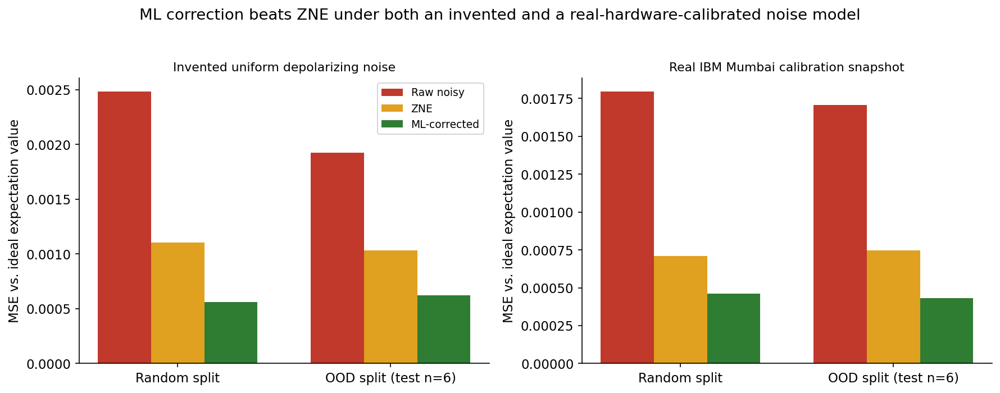 ML correction beats ZNE under both an invented and a real-hardware-calibrated noise model
Invented uniform depolarizing noise
MSE vs. ideal expectation value
0.0025
0.0020
0.0015
0.0010
0.0005
0.0000
Raw noisy
ZNE
ML-corrected
Random split
OOD split (test n=6)
Real IBM Mumbai calibration snapshot
MSE vs. ideal expectation value
0.00175
0.00150
0.00125
0.00100
0.00075
0.00050
0.00025
0.00000
Random split
OOD split (test n=6)